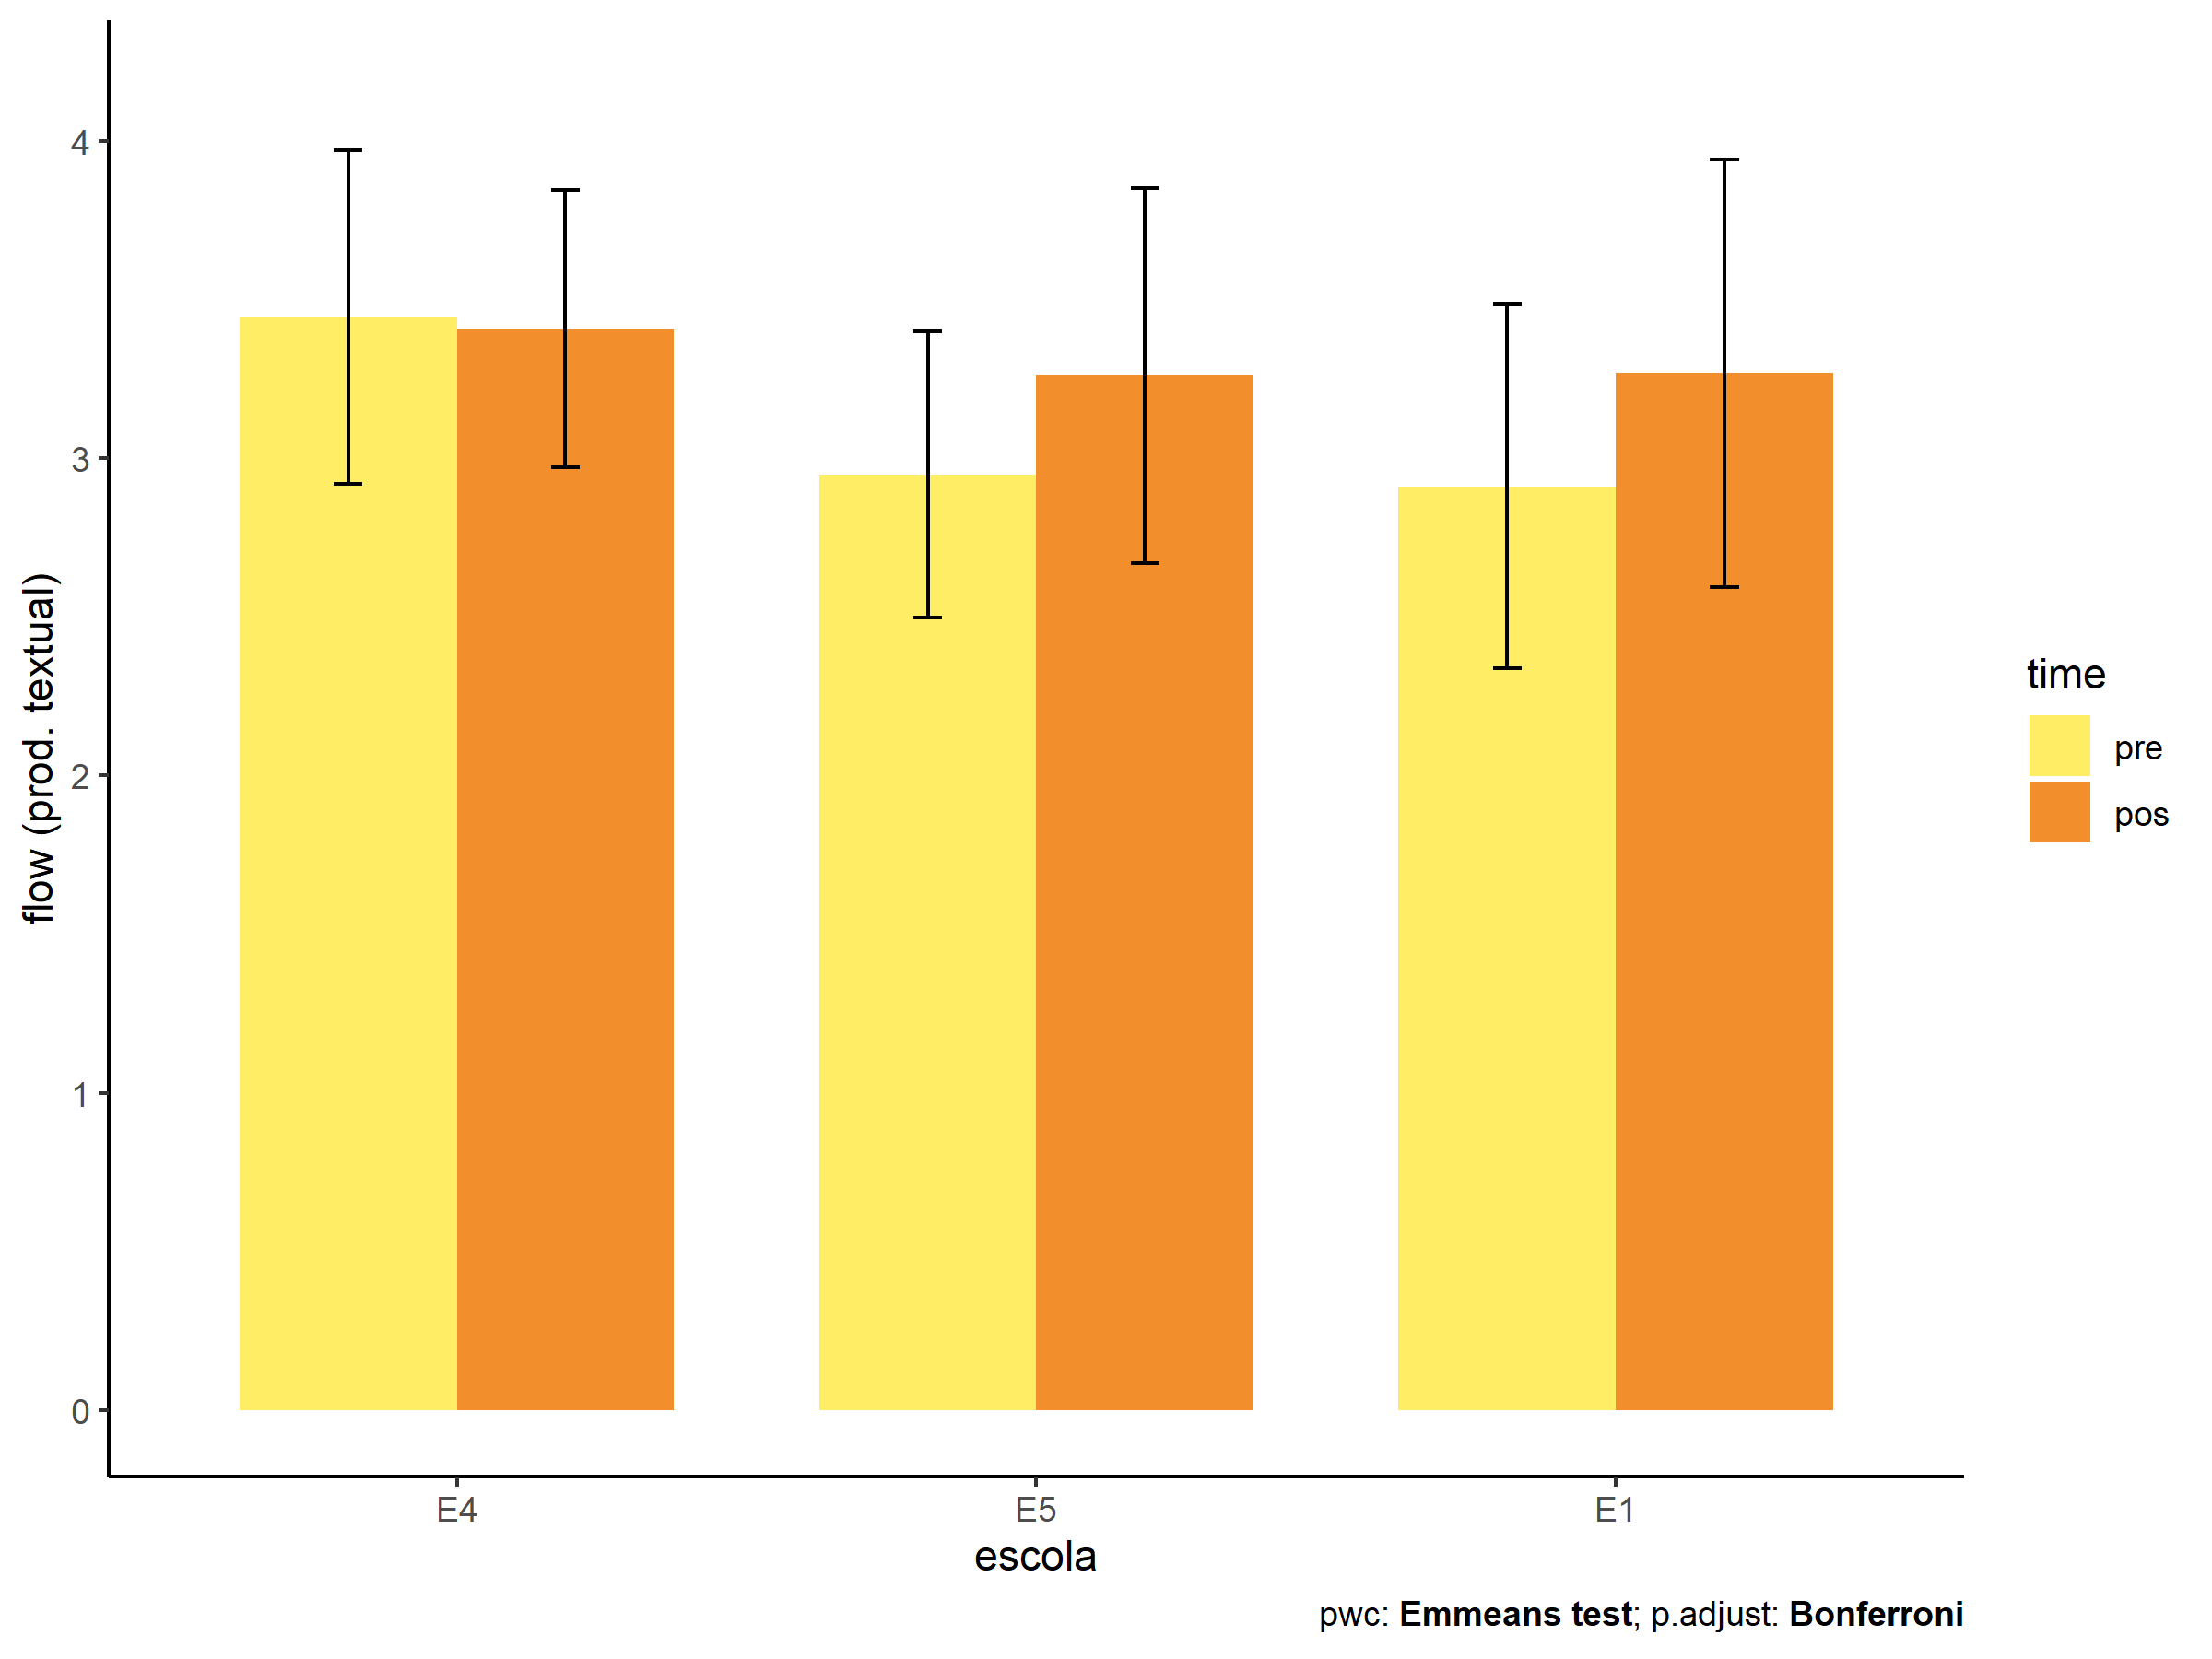 flow (prod. textual)
4
3
2
1
0
E4 E5 E1
escola
time
pre
pos
pwc: Emmeans test; p.adjust: Bonferroni